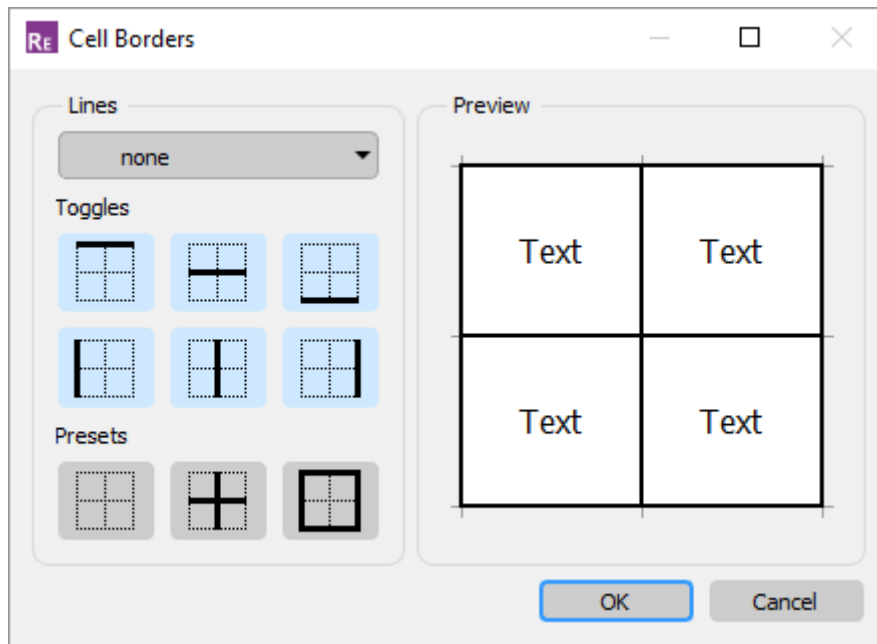 RE Cell Borders
Lines
none
Toggles
Presets
Preview
Text Text
Text Text
OK Cancel